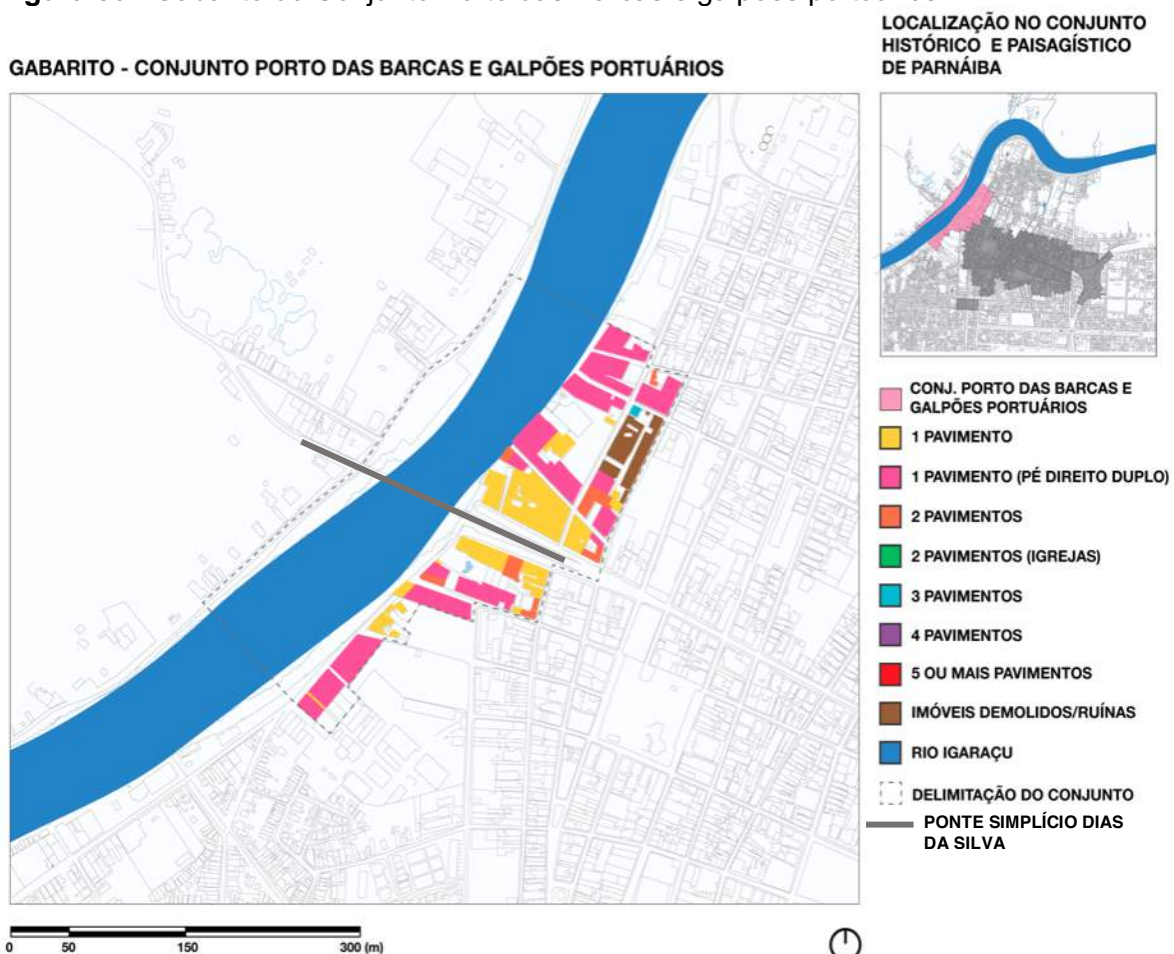 GABARITO - CONJUNTO PORTO DAS BARCAS E GALPÕES PORTUÁRIOS
LOCALIZAÇÃO NO CONJUNTO
HISTÓRICO E PAISAGÍSTICO
DE PARNÁIBA
CONJ. PORTO DAS BARCAS E
GALPÕES PORTUÁRIOS
1 PAVIMENTO
1 PAVIMENTO (PÉ DIREITO DUPLO)
2 PAVIMENTOS
2 PAVIMENTOS (IGREJAS)
3 PAVIMENTOS
4 PAVIMENTOS
5 OU MAIS PAVIMENTOS
IMÓVEIS DEMOLIDOS/RUÍNAS
RIO IGARAÇU
DELIMITAÇÃO DO CONJUNTO
PONTE SIMPLÍCIO DIAS
DA SILVA
0 50 150 300 (m)